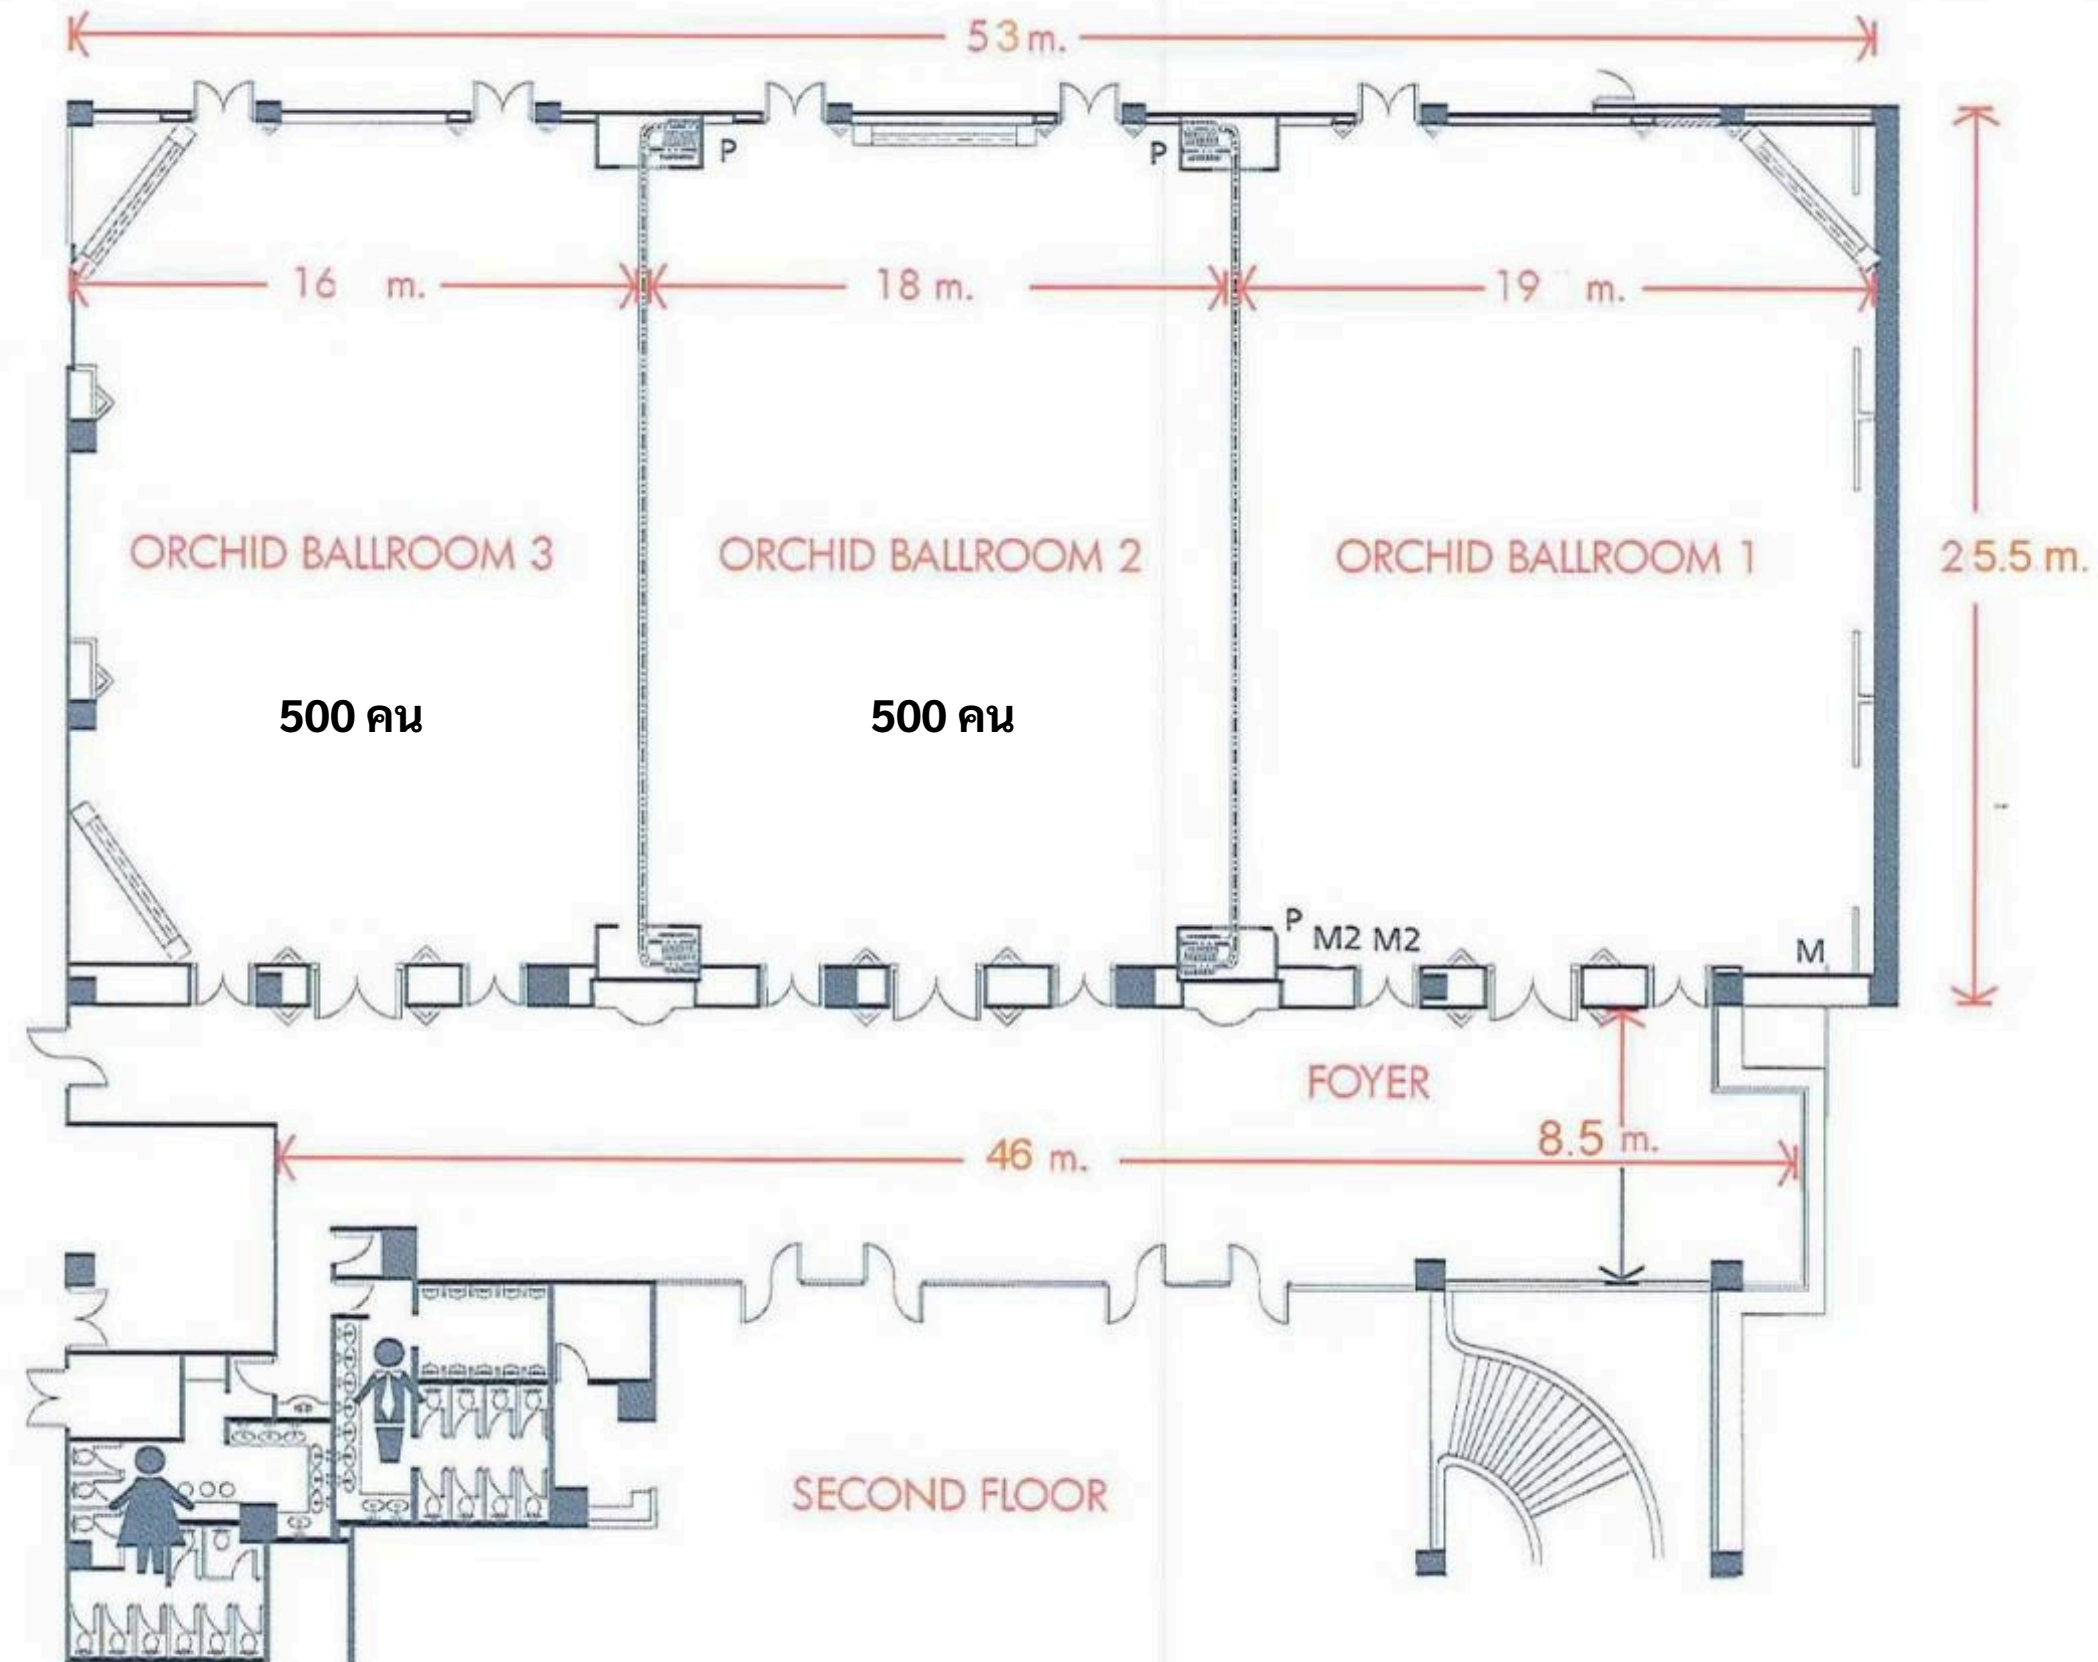 53 m.
P
P
16 m.
18 m.
19 m.
ORCHID BALLROOM 3
ORCHID BALLROOM 2
ORCHID BALLROOM 1
25.5 m.
500 คน
500 คน
P
M2 M2
M
FOYER
8.5 m.
46 m.
SECOND FLOOR